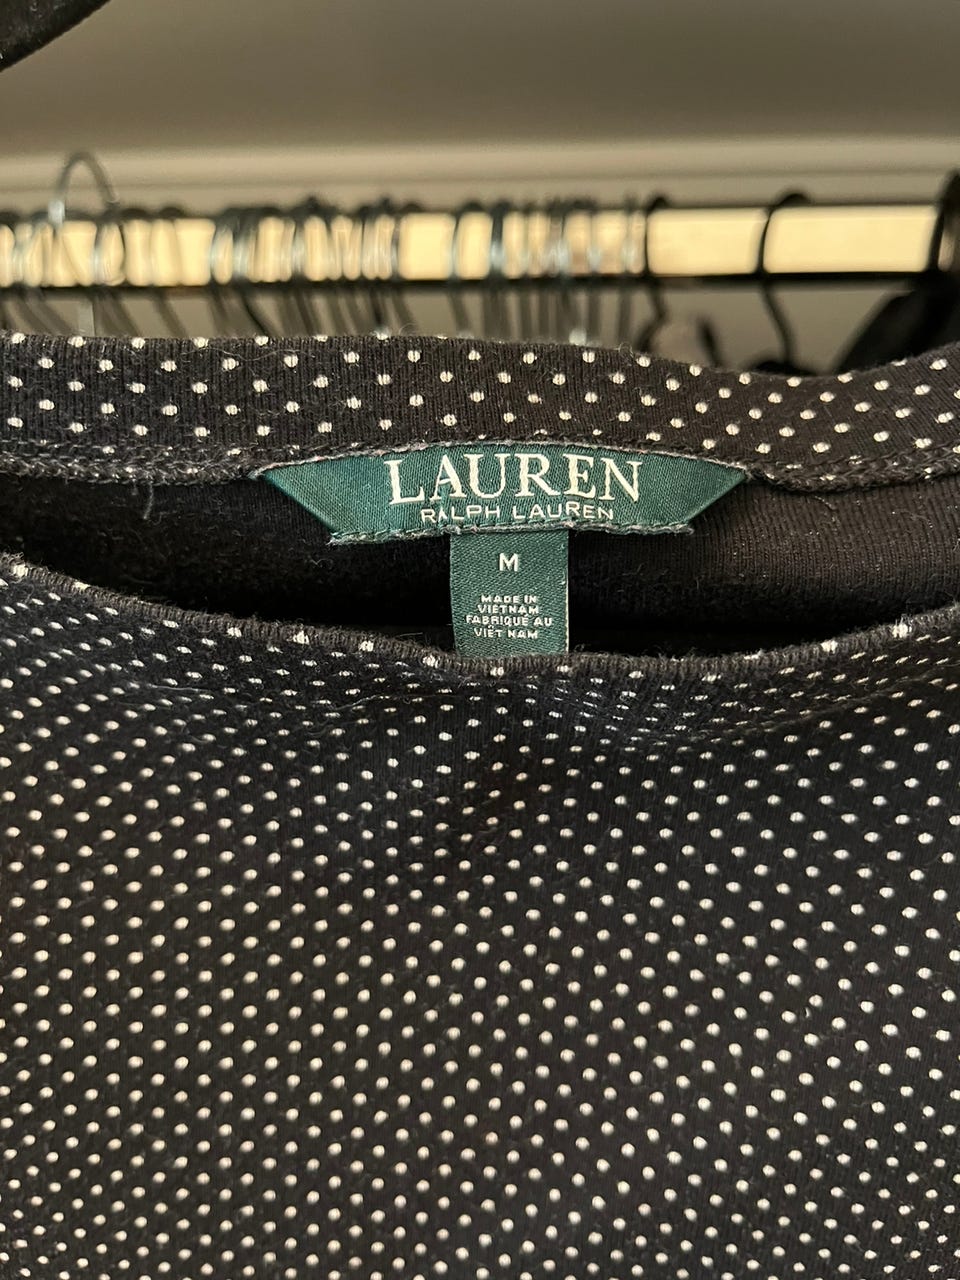 LAUREN
RALPH LAUREN
M
MADE IN
VIETNAM
FABRIQUÉ AU
VIÊT NAM